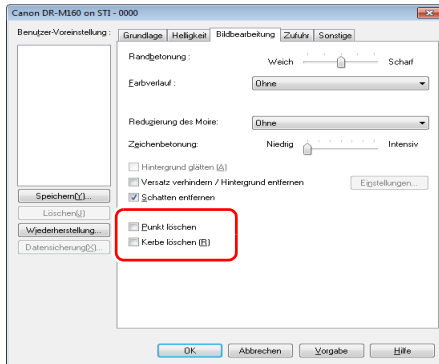 Canon DR-M160 on STI - 0000
Benutzer-Voreinstellung :
Grundlage Helligkeit Bildbearbeitung Zufuhr Sonstige
Randbetonung : Weich Scharf
Farbverlauf : Ohne
Reduzierung des Moire: Ohne
Zeichenbetonung: Niedrig Intensiv
Hintergrund glätten (A)
Versatz verhindern / Hintergrund entfernen Einstellungen...
Schatten entfernen
Speichern(Y)...
Löschen(J)
Wiederherstellung...
Datensicherung(X)...
Punkt löschen
Kerbe löschen (R)
OK Abbrechen Vorgabe Hilfe